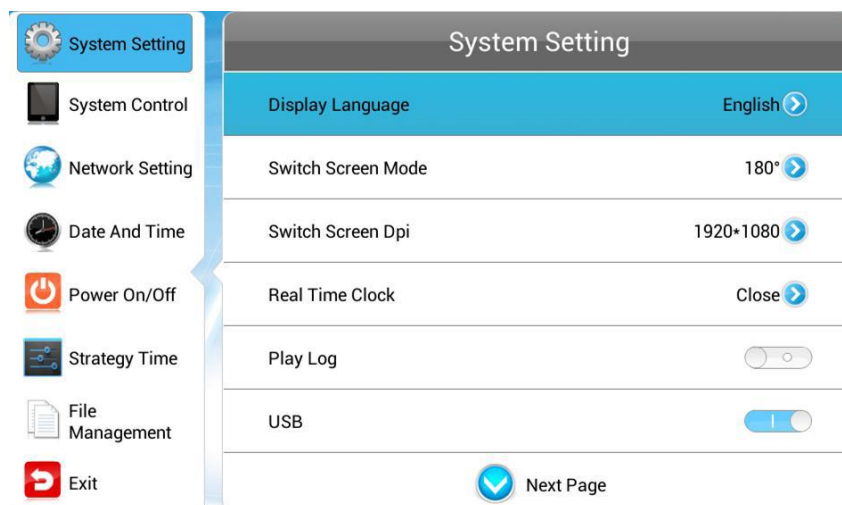 System Setting
System Control
Network Setting
Date And Time
Power On/Off
Strategy Time
File
Management
Exit
System Setting
Display Language English
Switch Screen Mode 180°
Switch Screen Dpi 1920*1080
Real Time Clock Close
Play Log
USB
Next Page